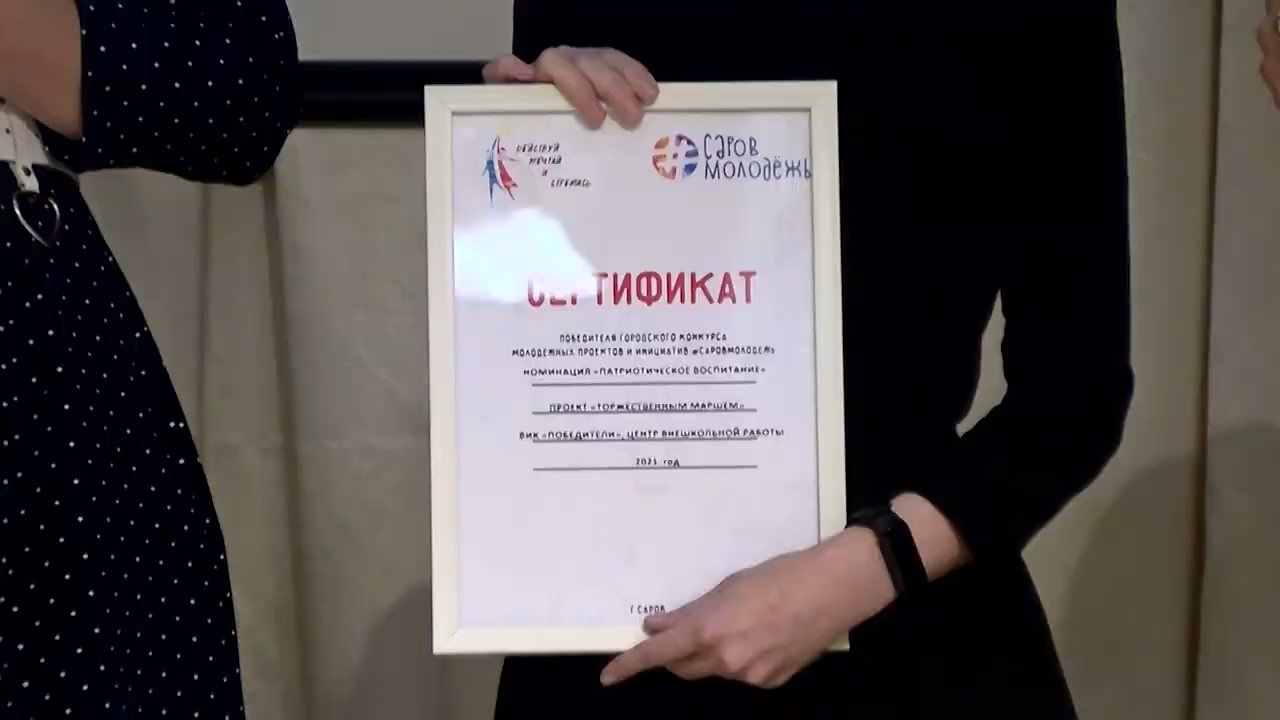 ДЕЙСТВУЙ
МЕЧТАЙ
И
СТРЕМИСЬ
САРОВ
МОЛОДЁЖЬ
СЕРТИФИКАТ
ПОБЕДИТЕЛЯ ГОРОДСКОГО КОНКУРСА
МОЛОДЕЖНЫХ ПРОЕКТОВ И ИНИЦИАТИВ #САРОВМОЛОДЕЖЬ
НОМИНАЦИЯ «ПАТРИОТИЧЕСКОЕ ВОСПИТАНИЕ»
ПРОЕКТ «ТОРЖЕСТВЕННЫМ МАРШЕМ»
ВИК «ПОБЕДИТЕЛИ», ЦЕНТР ВНЕШКОЛЬНОЙ РАБОТЫ
2021 год
Г САРОВ